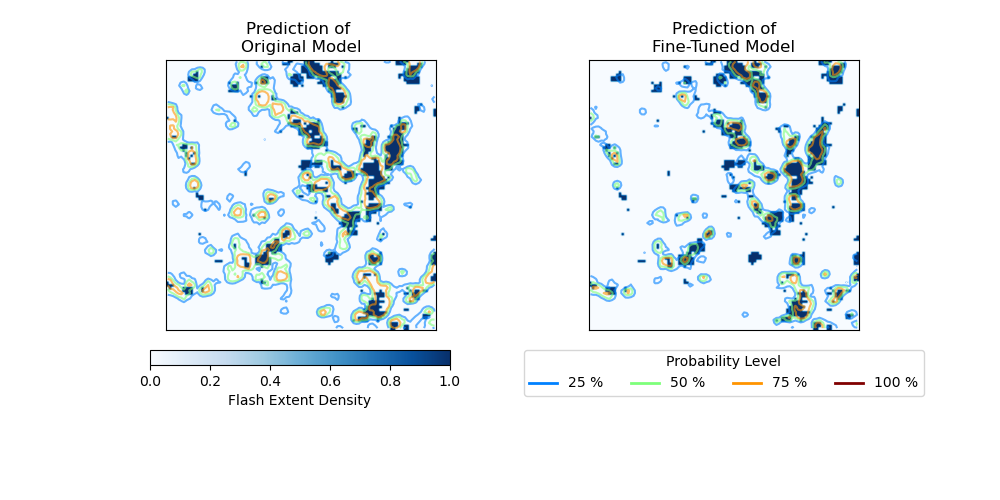 Prediction of
Original Model
Prediction of
Fine-Tuned Model
0.0 0.2 0.4 0.6 0.8 1.0
Flash Extent Density
Probability Level
25 % 50 % 75 % 100 %